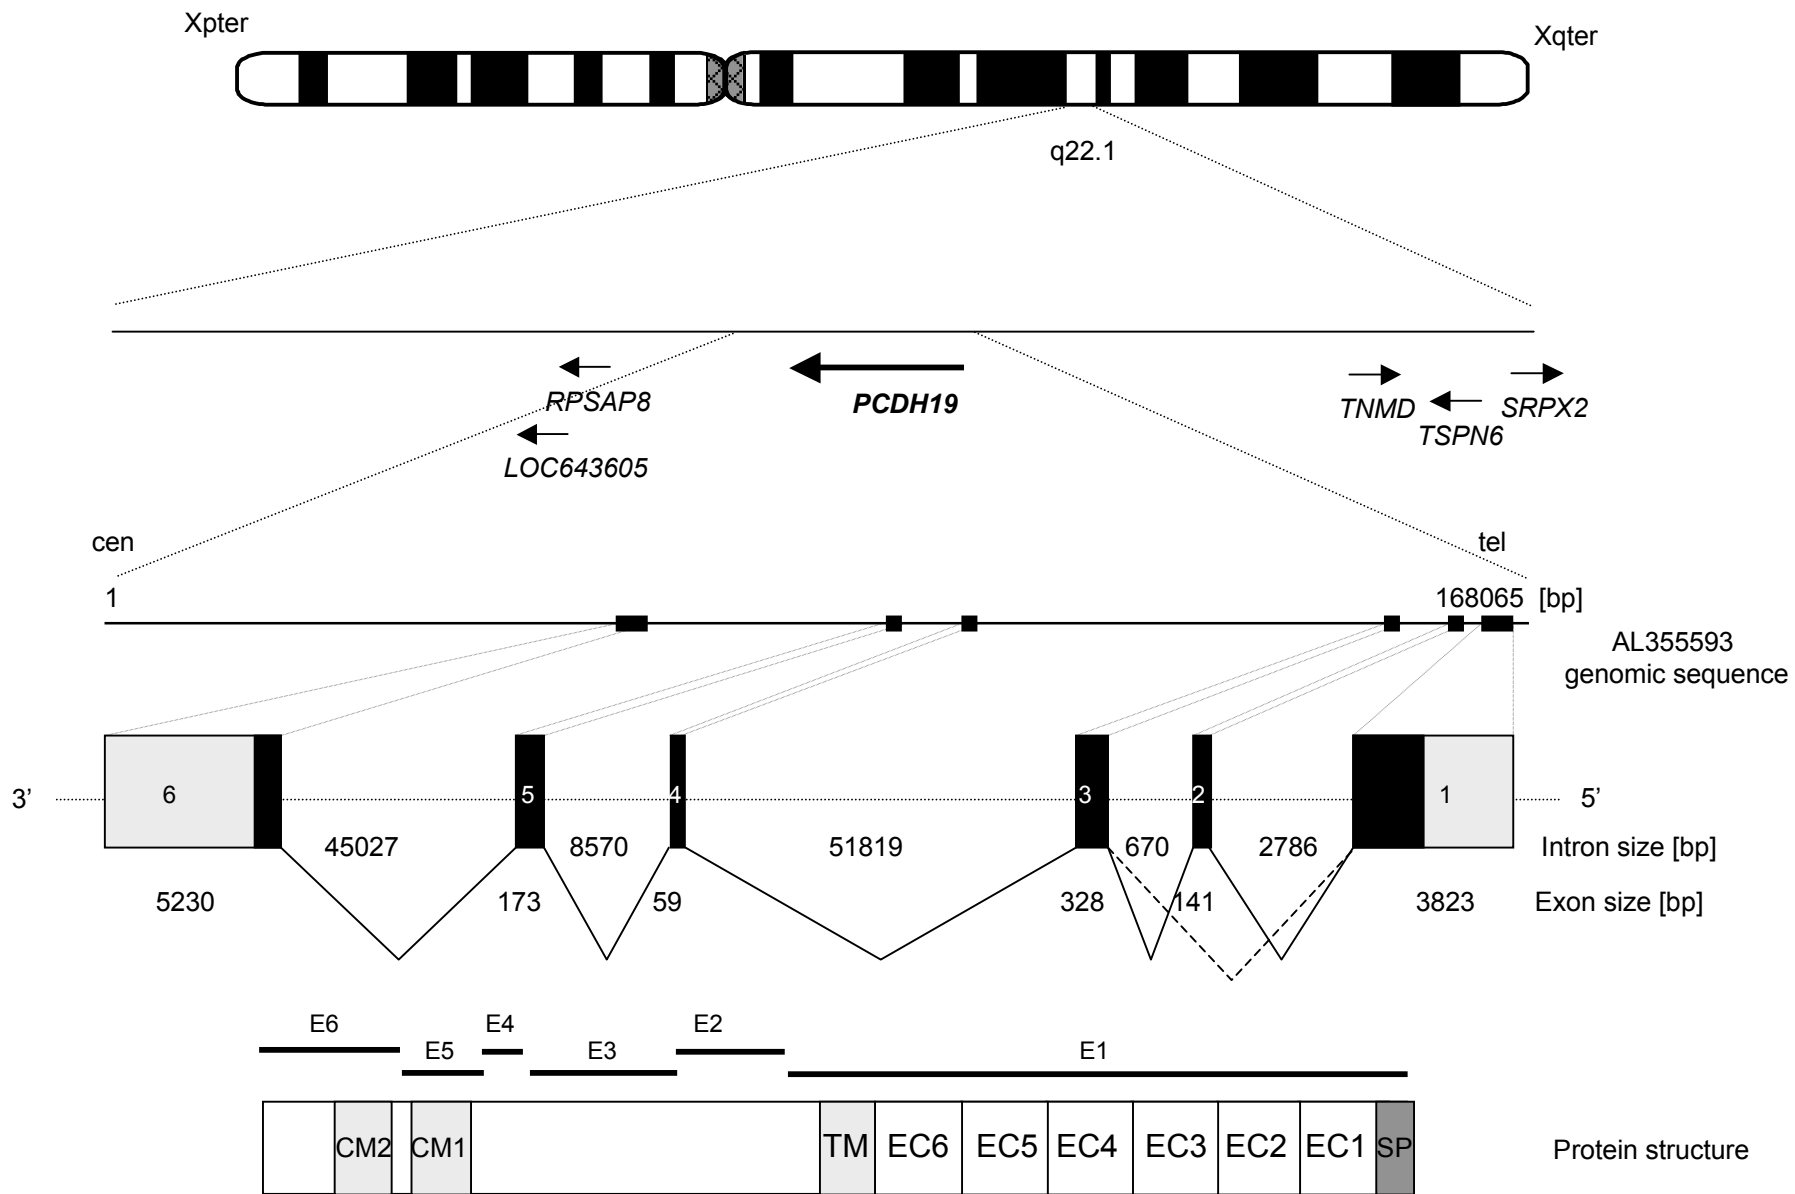 Xpter
Xqter
q22.1
RPSAP8
PCDH19
TNMD
SRPX2
TSPN6
LOC643605
cen
tel
1
168065 [bp]
AL355593
genomic sequence
3’
6
5
4
3
2
1
5’
45027
8570
51819
670
2786
Intron size [bp]
5230
173
59
328
141
3823
Exon size [bp]
E6
E5
E4
E3
E2
E1
CM2
CM1
TM
EC6
EC5
EC4
EC3
EC2
EC1
SP
Protein structure